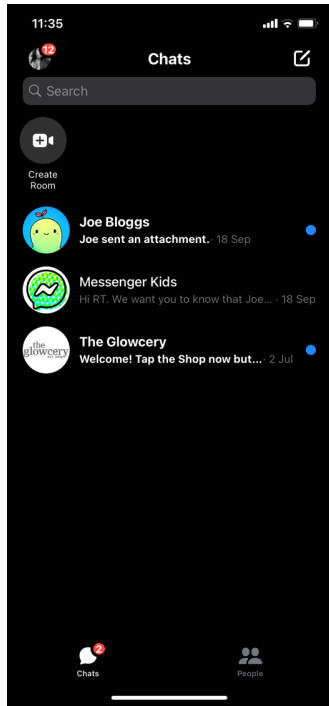 11:35
12
Chats
Search
Create
Room
Joe Bloggs
Joe sent an attachment. · 18 Sep
Messenger Kids
Hi RT. We want you to know that Joe... · 18 Sep
the
glowcery
The Glowcery
Welcome! Tap the Shop now but... · 2 Jul
2
Chats
People